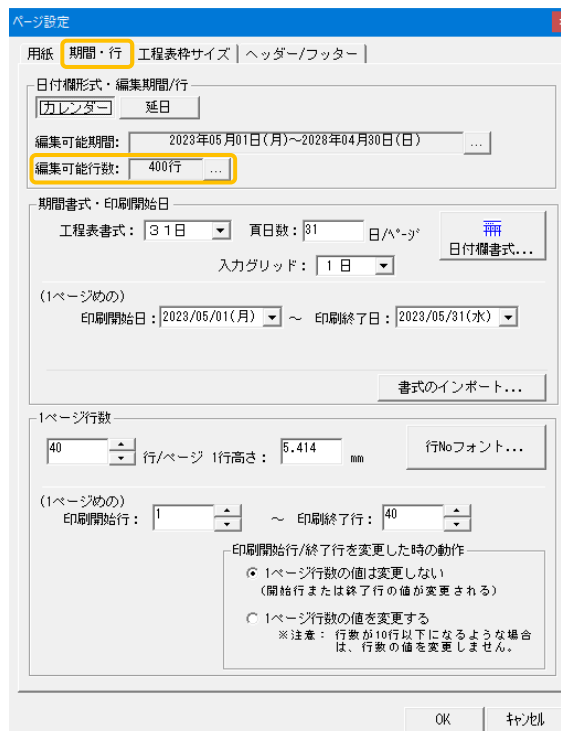 ページ設定
用紙 期間・行 工程表枠サイズ ヘッダー/フッター
日付欄形式・編集期間/行
カレンダー 延日
編集可能期間: 2023年05月01日(月)～2028年04月30日(日) ...
編集可能行数: 400行 ...
期間書式・印刷開始日
工程表書式: 31日 頁日数: 31 日/ページ
日付欄書式...
入力グリッド: 1日
(1ページめの)
印刷開始日: 2023/05/01(月) ～ 印刷終了日: 2023/05/31(水)
書式のインポート...
1ページ行数
40 行/ページ 1行高さ: 5.414 mm 行Noフォント...
(1ページめの)
印刷開始行: 1 ～ 印刷終了行: 40
印刷開始行/終了行を変更した時の動作
1ページ行数の値は変更しない
(開始行または終了行の値が変更される)
1ページ行数の値を変更する
※注意: 行数が10行以下になるような場合
は、行数の値を変更しません。
OK キャンセル